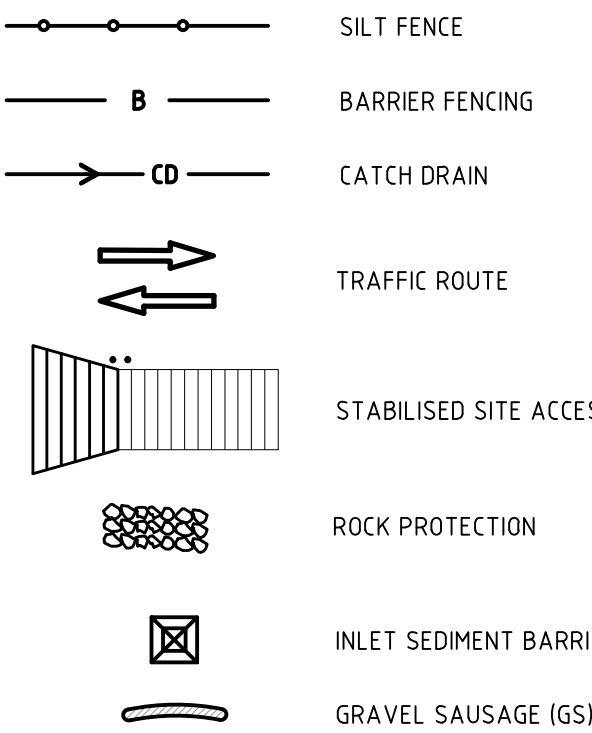 SILT FENCE
B BARRIER FENCING
CD CATCH DRAIN
TRAFFIC ROUTE
STABILISED SITE ACCES
ROCK PROTECTION
INLET SEDIMENT BARRI
GRAVEL SAUSAGE (GS)